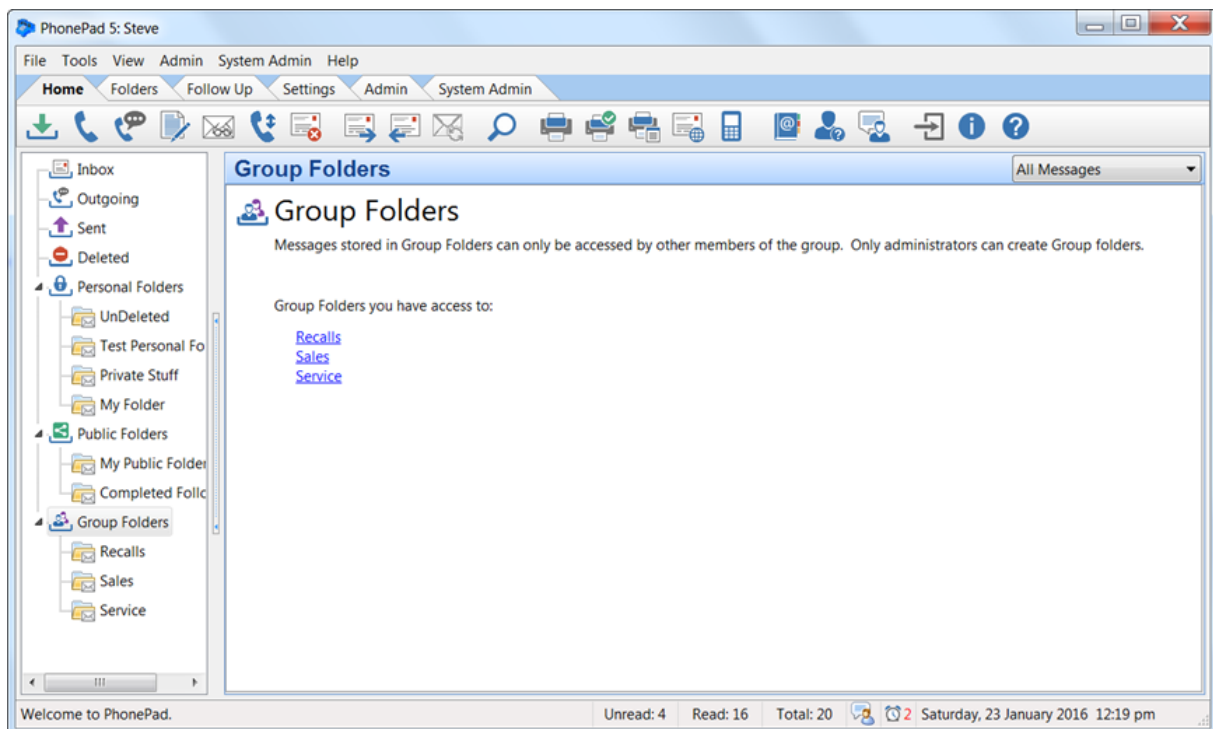 PhonePad 5: Steve
File Tools View Admin System Admin Help
Home Folders Follow Up Settings Admin System Admin
Inbox
Outgoing
Sent
Deleted
Personal Folders
UnDeleted
Test Personal Fo
Private Stuff
My Folder
Public Folders
My Public Folder
Completed Follo
Group Folders
Recalls
Sales
Service
Group Folders All Messages
Group Folders
Messages stored in Group Folders can only be accessed by other members of the group. Only administrators can create Group folders.
Group Folders you have access to:
Recalls
Sales
Service
Welcome to PhonePad. Unread: 4 Read: 16 Total: 20 2 Saturday, 23 January 2016 12:19 pm